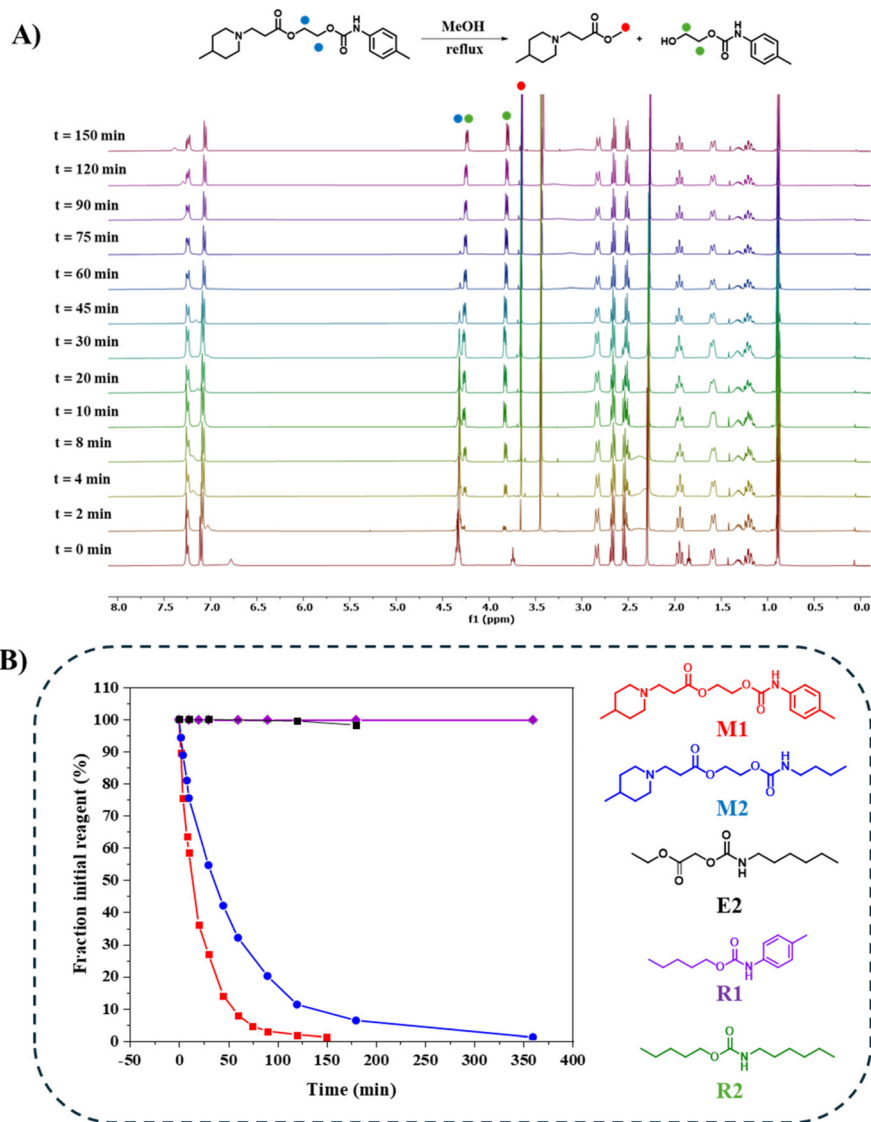 A)
MeOH
reflux
t = 150 min
t = 120 min
t = 90 min
t = 75 min
t = 60 min
t = 45 min
t = 30 min
t = 20 min
t = 10 min
t = 8 min
t = 4 min
t = 2 min
t = 0 min
8.0 7.5 7.0 6.5 6.0 5.5 5.0 4.5 4.0 3.5 3.0 2.5 2.0 1.5 1.0 0.5 0.0
f1 (ppm)
B)
110
100
90
80
70
60
50
40
30
20
10
0
Fraction initial reagent (%)
-50 0 50 100 150 200 250 300 350 400
Time (min)
M1
M2
E2
R1
R2